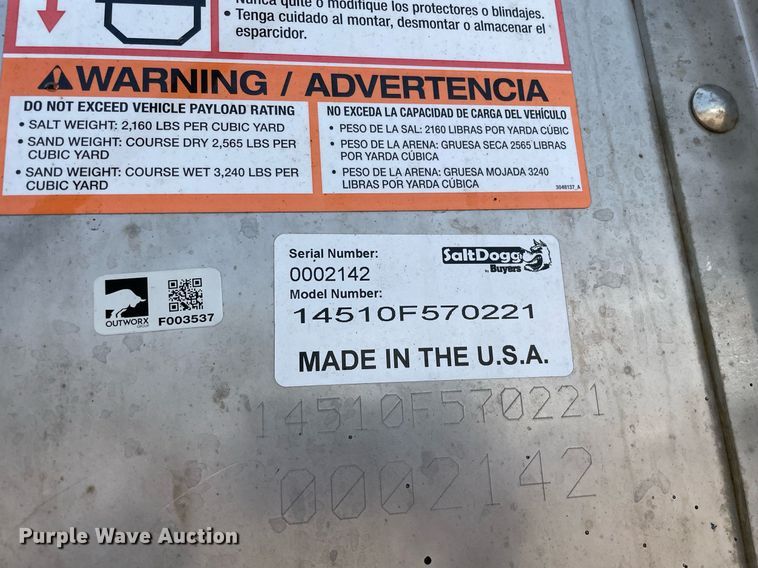 Nunca quite o modifique los protectores o blindajes.
• Tenga cuidado al montar, desmontar o almacenar el
esparcidor.
WARNING / ADVERTENCIA
DO NOT EXCEED VEHICLE PAYLOAD RATING
• SALT WEIGHT: 2,160 LBS PER CUBIC YARD
• SAND WEIGHT: COURSE DRY 2,565 LBS PER
CUBIC YARD
• SAND WEIGHT: COURSE WET 3,240 LBS PER
CUBIC YARD
NO EXCEDA LA CAPACIDAD DE CARGA DEL VEHÍCULO
• PESO DE LA SAL: 2160 LIBRAS POR YARDA CÚBIC
• PESO DE LA ARENA: GRUESA SECA 2565 LIBRAS
POR YARDA CÚBICA
• PESO DE LA ARENA: GRUESA MOJADA 3240
LIBRAS POR YARDA CÚBICA
3048137_A
Serial Number:
0002142
SaltDogg
by Buyers
Model Number:
14510F570221
MADE IN THE U.S.A.
OUTWORX
GROUP
F003537
14510F570221
0002142
Purple Wave Auction